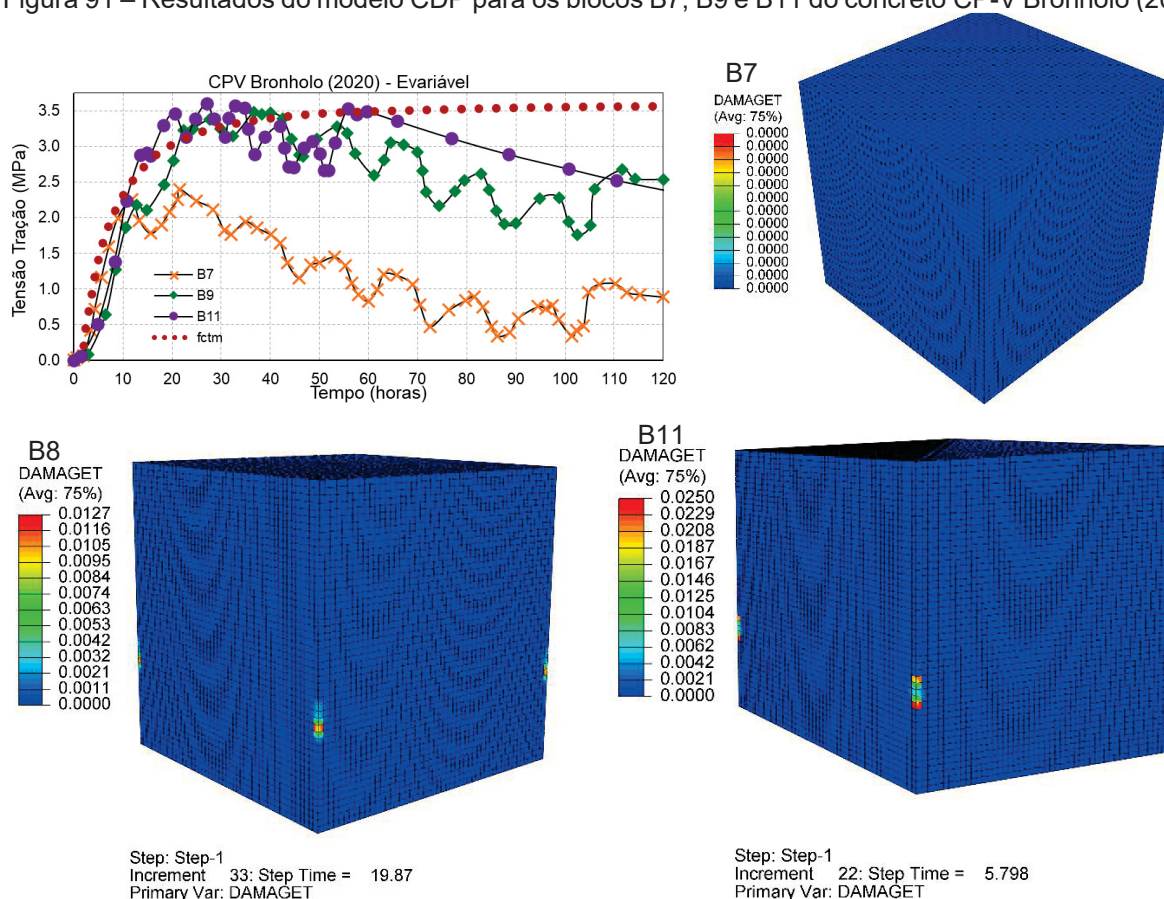 Figura 91 – Resultados do modelo CDP para os blocos B7, B9 e B11 do concreto CP-V Bronholo (20
CPV Bronholo (2020) - Evariável
Tensão Tração (MPa)
3.5
3.0
2.5
2.0
1.5
1.0
0.5
0.0
B7
B9
B11
fctm
0 10 20 30 40 50 60 70 80 90 100 110 120
Tempo (horas)
B7
DAMAGET
(Avg: 75%)
0.0000
0.0000
0.0000
0.0000
0.0000
0.0000
0.0000
0.0000
0.0000
0.0000
0.0000
0.0000
0.0000
B8
DAMAGET
(Avg: 75%)
0.0127
0.0116
0.0105
0.0095
0.0084
0.0074
0.0063
0.0053
0.0042
0.0032
0.0021
0.0011
0.0000
Step: Step-1
Increment 33: Step Time = 19.87
Primary Var: DAMAGET
B11
DAMAGET
(Avg: 75%)
0.0250
0.0229
0.0208
0.0187
0.0167
0.0146
0.0125
0.0104
0.0083
0.0062
0.0042
0.0021
0.0000
Step: Step-1
Increment 22: Step Time = 5.798
Primary Var: DAMAGET